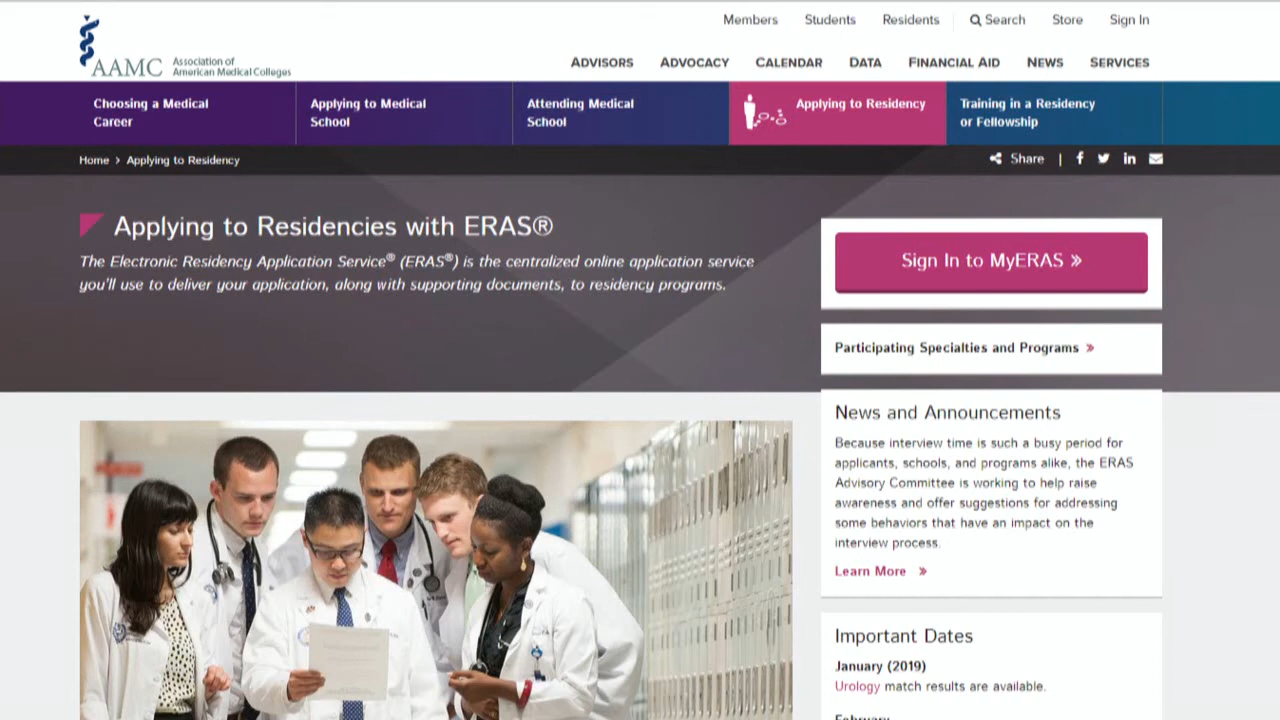 Members Students Residents Search Store Sign In
AAMC Association of
American Medical Colleges
ADVISORS ADVOCACY CALENDAR DATA FINANCIAL AID NEWS SERVICES
Choosing a Medical
Career
Applying to Medical
School
Attending Medical
School
Applying to Residency
Training in a Residency
or Fellowship
Home > Applying to Residency
Share |
Applying to Residencies with ERAS®
The Electronic Residency Application Service® (ERAS®) is the centralized online application service
you'll use to deliver your application, along with supporting documents, to residency programs.
Sign In to MyERAS »
Participating Specialties and Programs »
News and Announcements
Because interview time is such a busy period for
applicants, schools, and programs alike, the ERAS
Advisory Committee is working to help raise
awareness and offer suggestions for addressing
some behaviors that have an impact on the
interview process.
Learn More »
Important Dates
January (2019)
Urology match results are available.
February